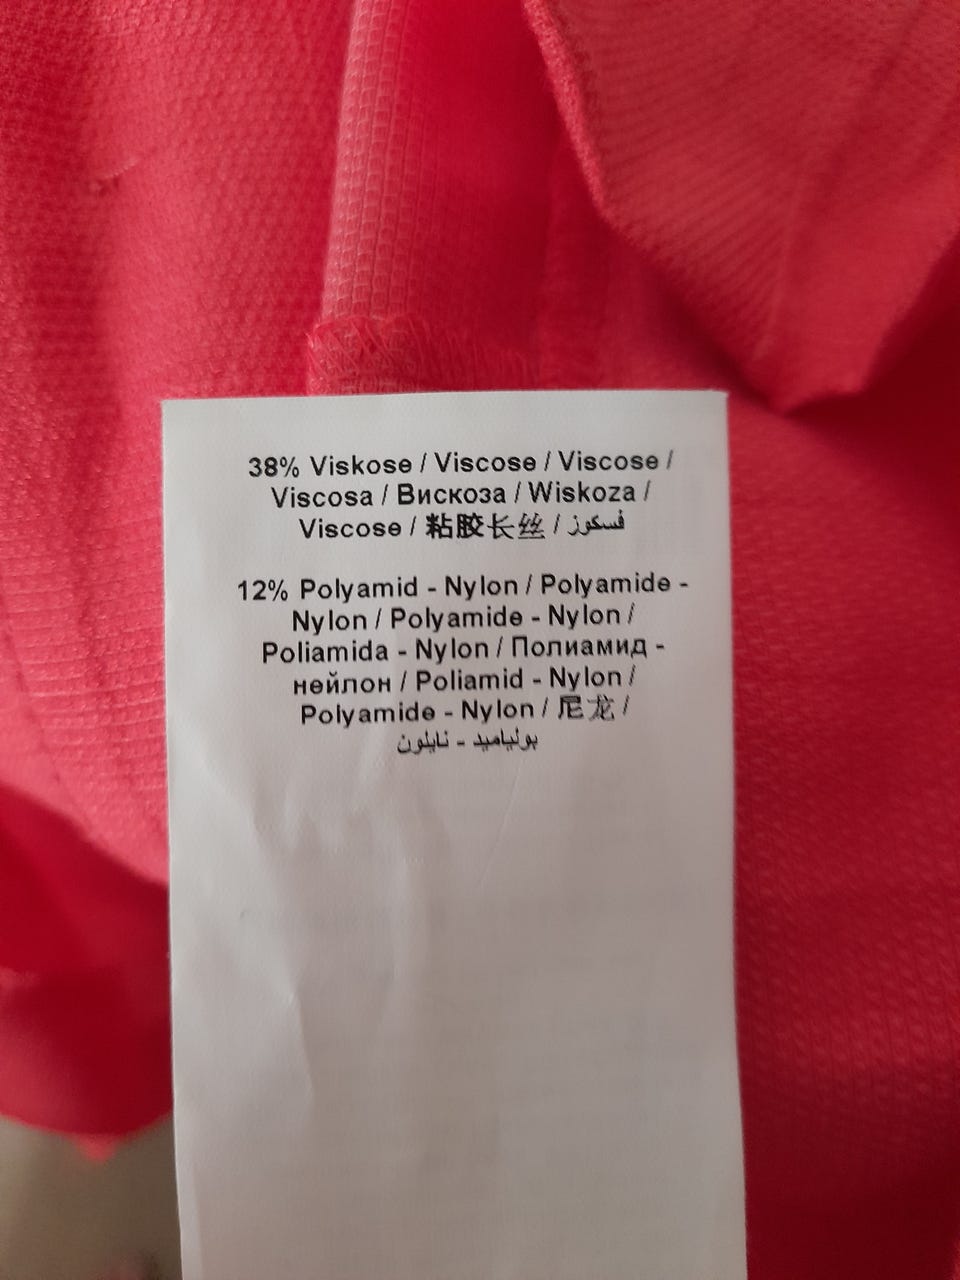 38% Viskose / Viscose / Viscose /
Viscosa / Вискоза / Wiskoza /
Viscose / 粘胶长丝 / فسكوز
12% Polyamid - Nylon / Polyamide -
Nylon / Polyamide - Nylon /
Poliamida - Nylon / Полиамид -
нейлон / Poliamid - Nylon /
Polyamide - Nylon / 尼龙 /
بولياميد - نايلون